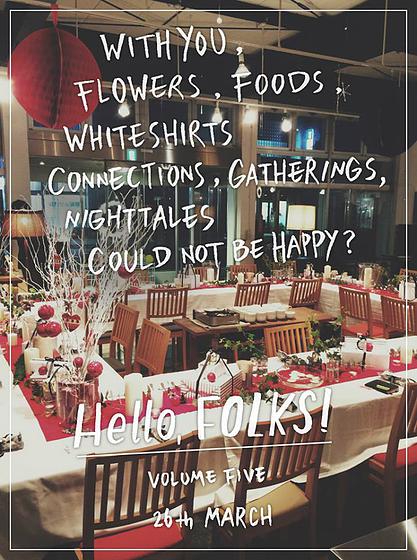 WITH YOU,
FLOWERS, FOODS,
WHITESHIRTS
CONNECTIONS, GATHERINGS,
NIGHTTALES
COULD NOT BE HAPPY?
Hello, FOLKS!
VOLUME FIVE
26th MARCH